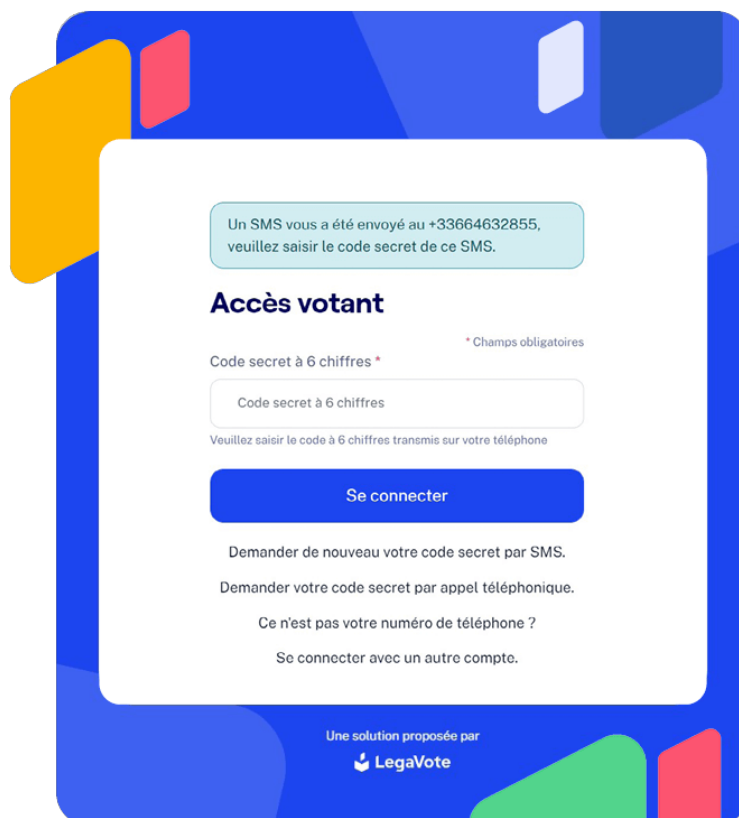 Un SMS vous a été envoyé au +33664632855,
veuillez saisir le code secret de ce SMS.
Accès votant
* Champs obligatoires
Code secret à 6 chiffres *
Code secret à 6 chiffres
Veuillez saisir le code à 6 chiffres transmis sur votre téléphone
Se connecter
Demander de nouveau votre code secret par SMS.
Demander votre code secret par appel téléphonique.
Ce n'est pas votre numéro de téléphone ?
Se connecter avec un autre compte.
Une solution proposée par
LegaVote